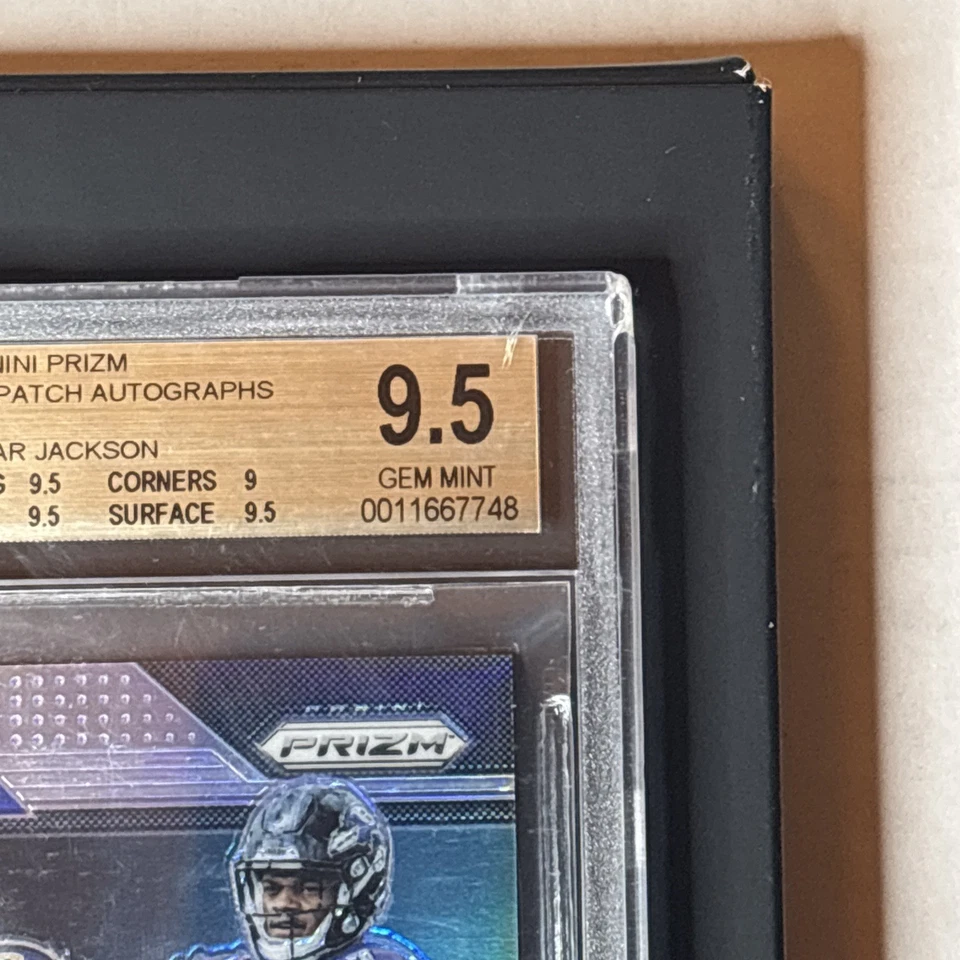 NINI PRIZM
PATCH AUTOGRAPHS
AR JACKSON
S 9.5 CORNERS 9
9.5 SURFACE 9.5
9.5
GEM MINT
0011667748
PANINI
PRIZM